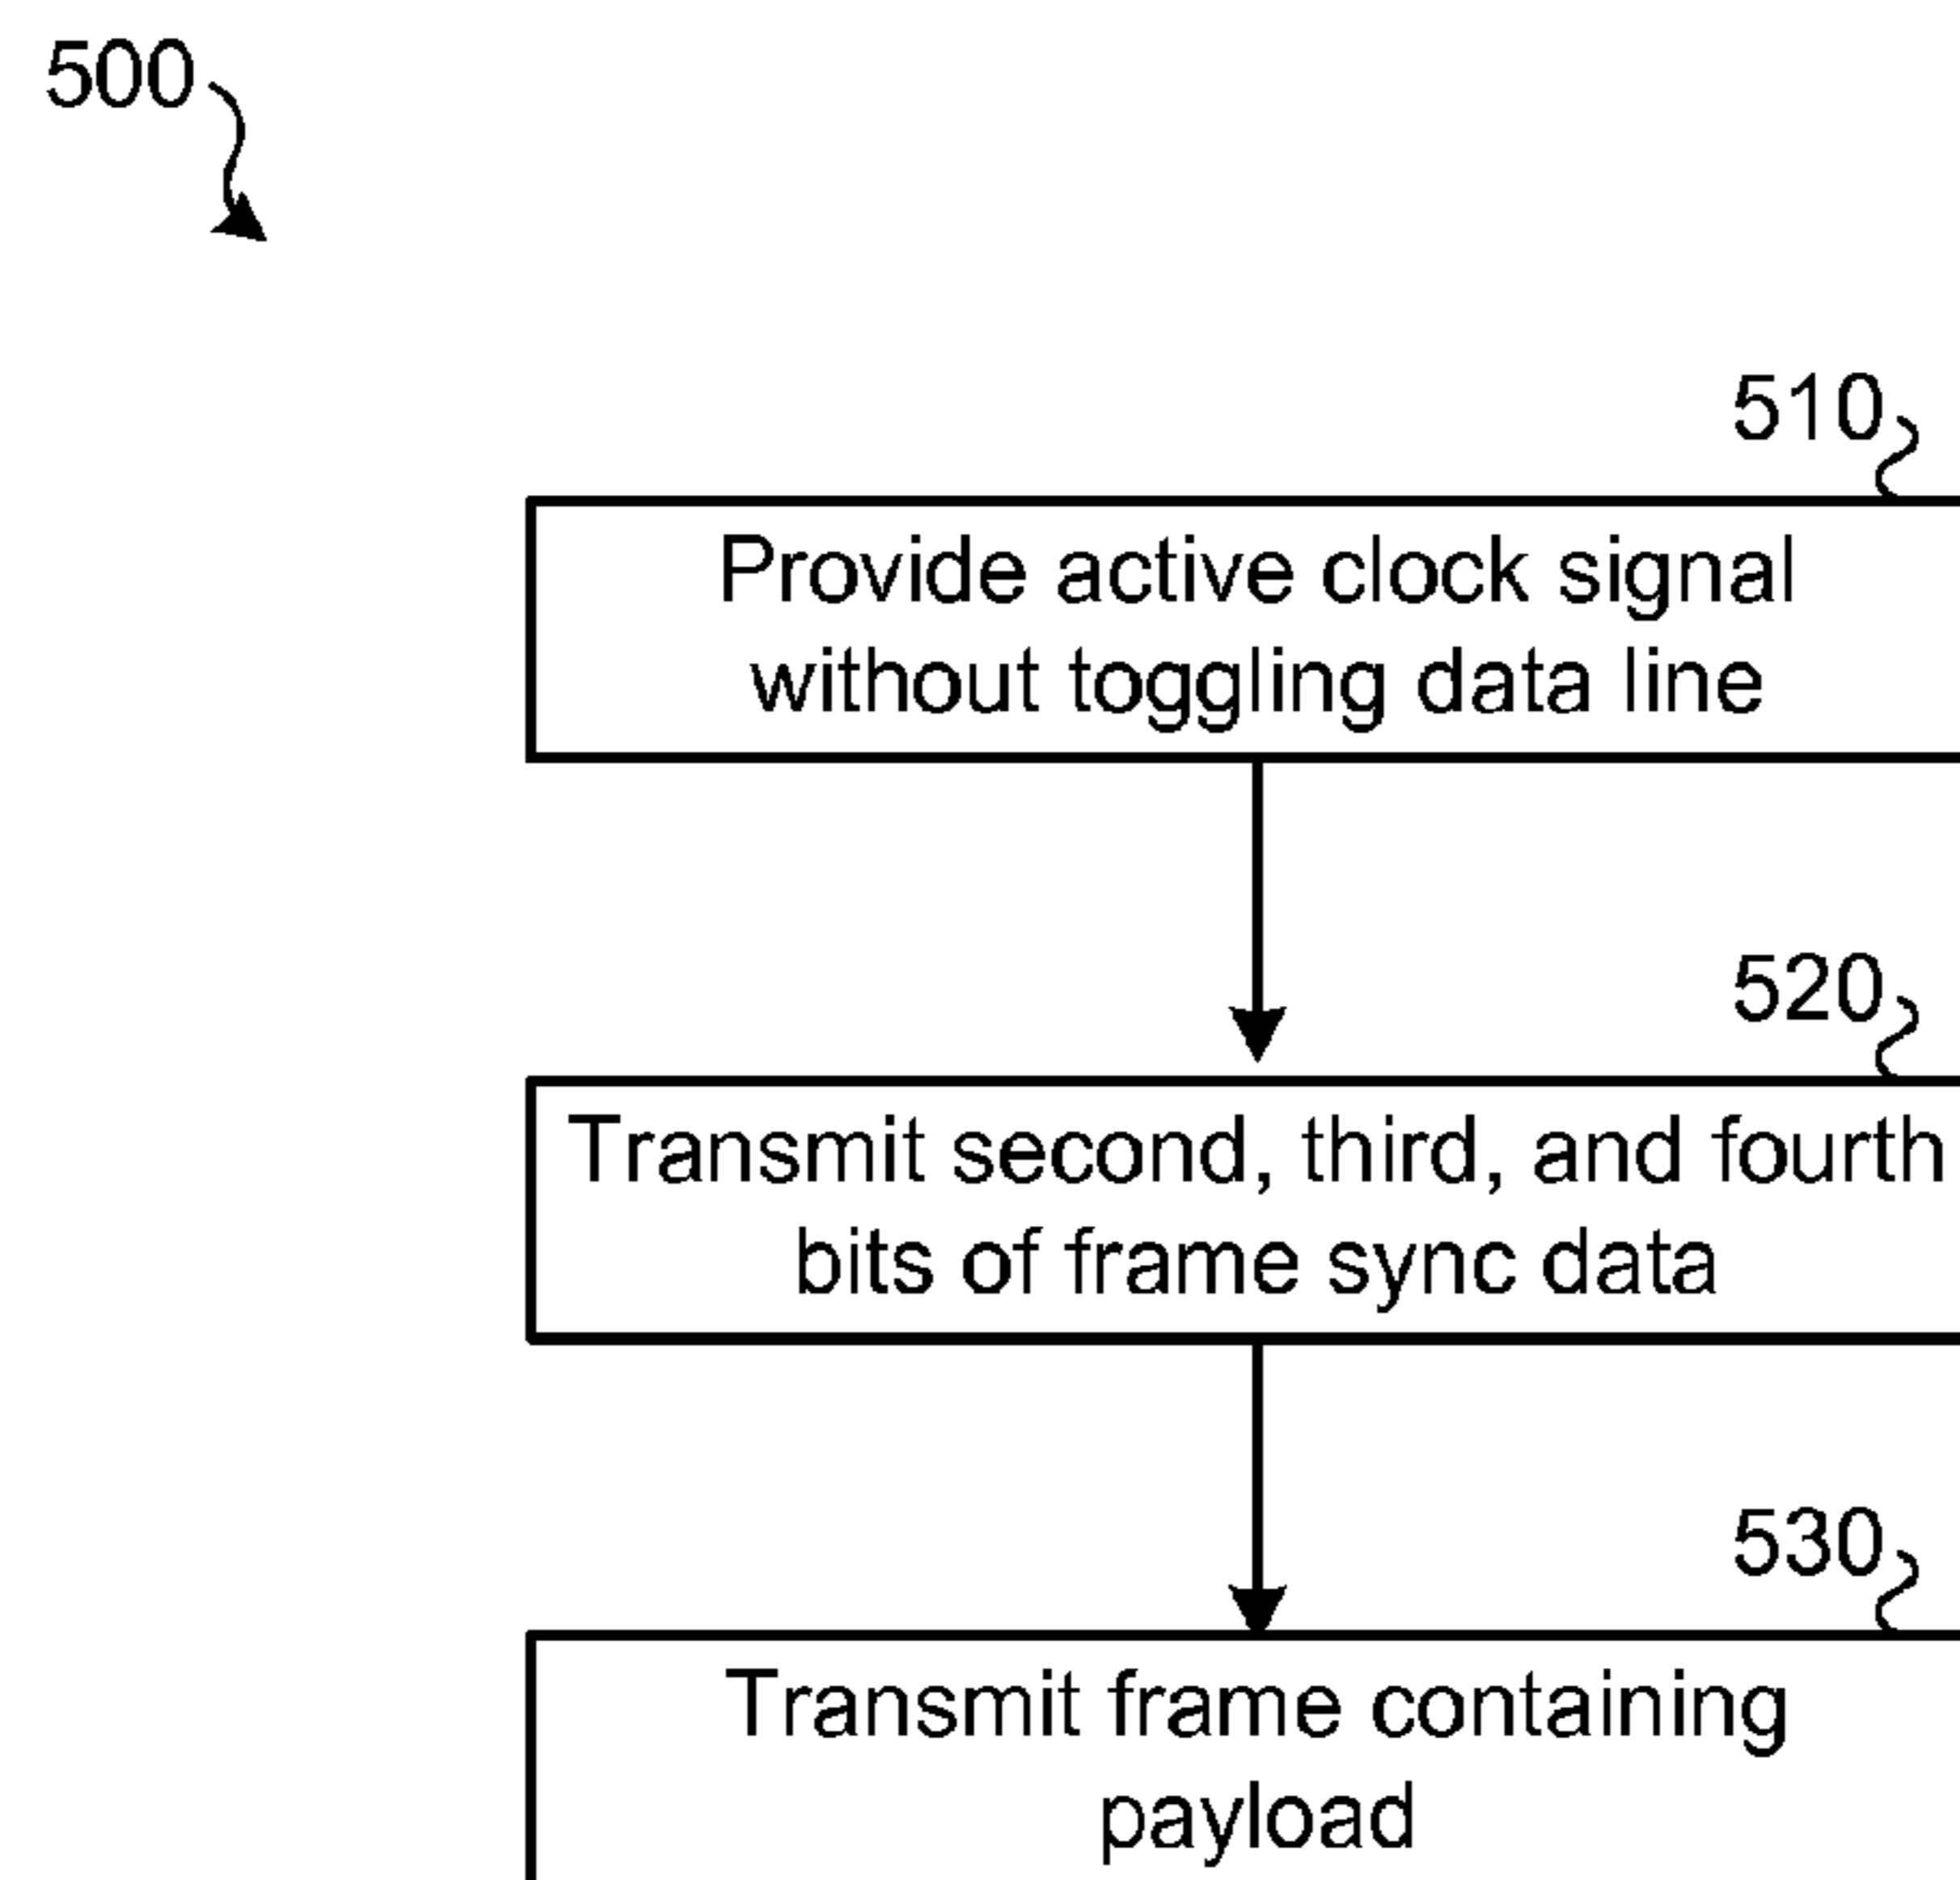 500
510
Provide active clock signal
without toggling data line
520
Transmit second, third, and fourth
bits of frame sync data
530
Transmit frame containing
payload